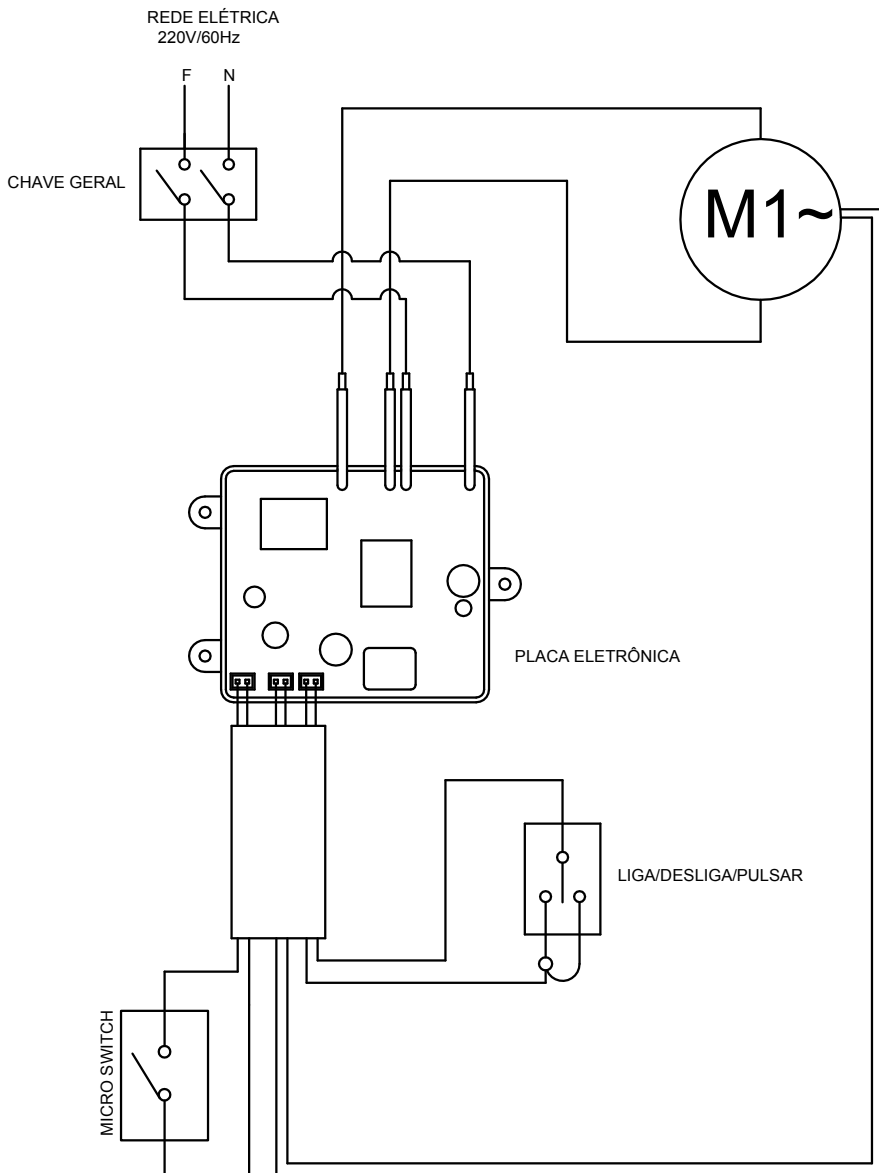 REDE ELÉTRICA
220V/60Hz
F N
CHAVE GERAL
M1~
PLACA ELETRÔNICA
LIGA/DESLIGA/PULSAR
MICRO SWITCH